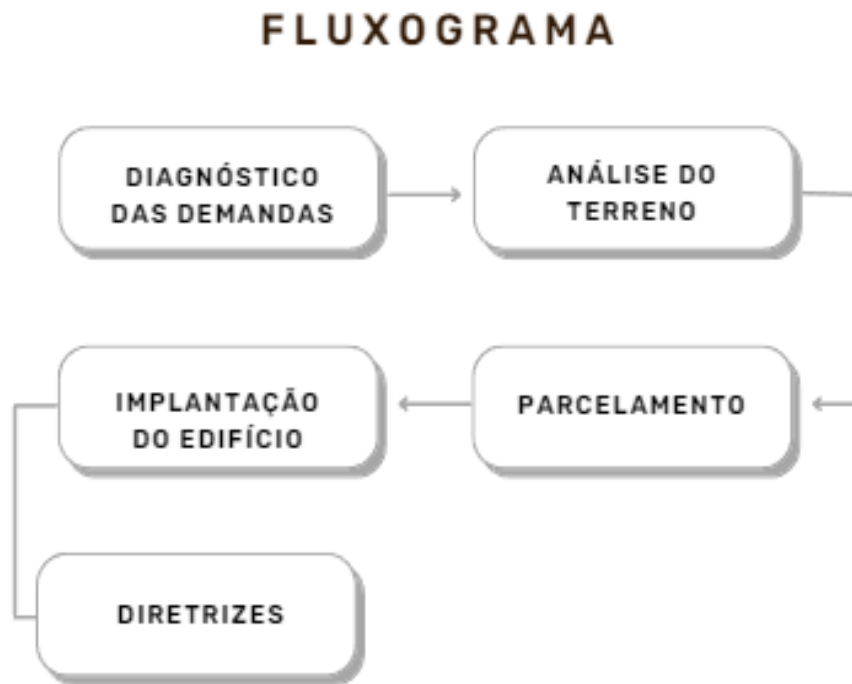 FLUXOGRAMA
DIAGNÓSTICO
DAS DEMANDAS
ANÁLISE DO
TERRENO
IMPLANTAÇÃO
DO EDIFÍCIO
PARCELAMENTO
DIRETRIZES